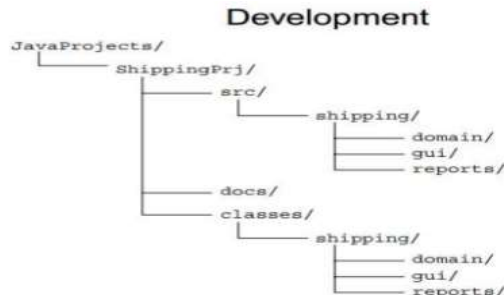 Development
JavaProjects/
ShippingPrj/
src/
shipping/
domain/
gui/
reports/
docs/
classes/
shipping/
domain/
gui/
reports/